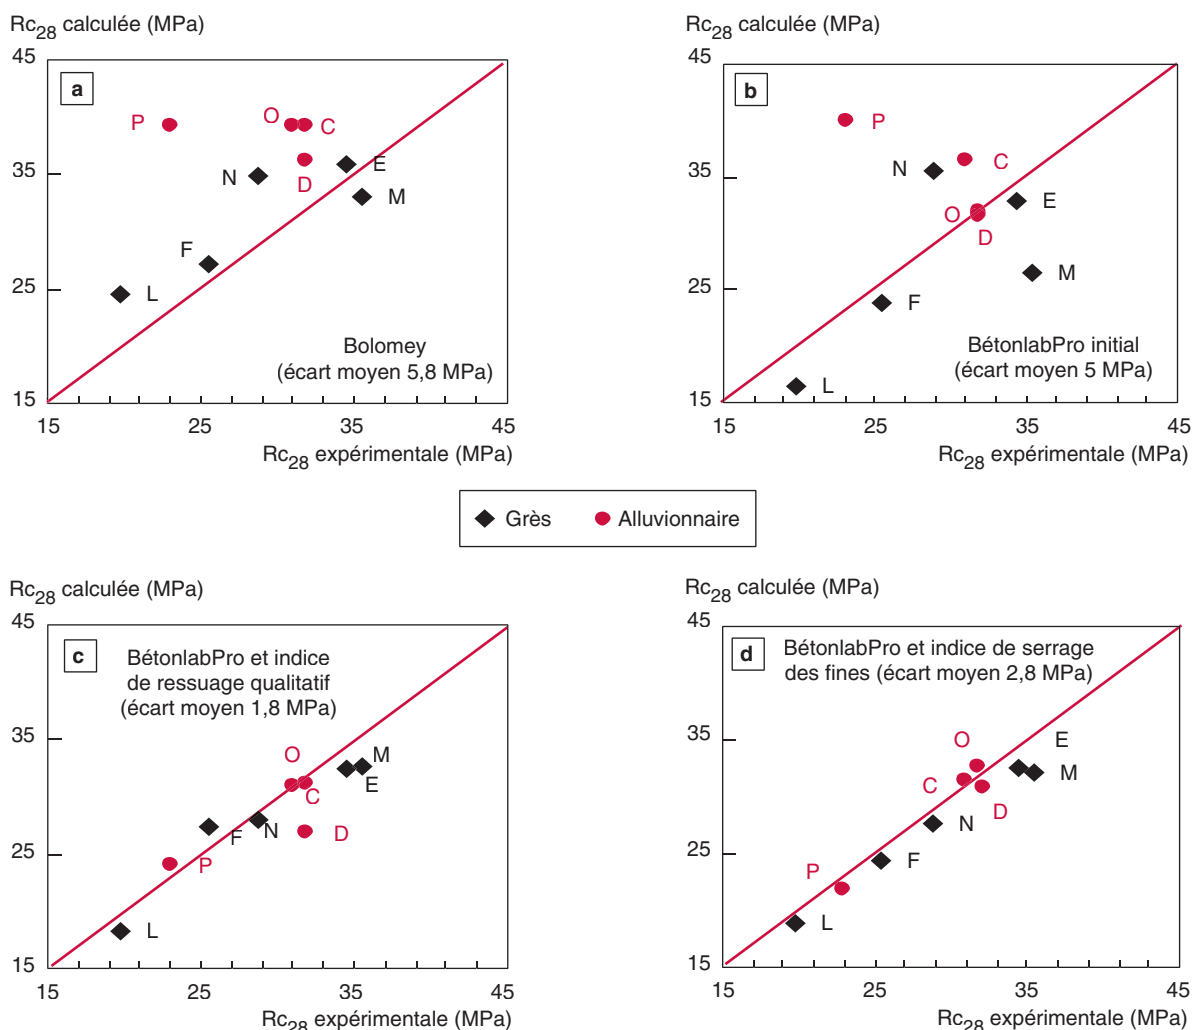 Rc28 calculée (MPa)
45
a
P
O
C
E
35
N
D
M
F
25
L
Bolomey
(écart moyen 5,8 MPa)
15
15 25 35 45
Rc28 expérimentale (MPa)
Rc28 calculée (MPa)
45
b
P
C
35
N
E
O
D
M
25
F
BétonlabPro initial
(écart moyen 5 MPa)
L
15
15 25 35 45
Rc28 expérimentale (MPa)
Grès Alluvionnaire
Rc28 calculée (MPa)
45
c
BétonlabPro et indice
de ressuage qualitatif
(écart moyen 1,8 MPa)
35
O
M
E
C
F
N
D
25
P
L
15
15 25 35 45
Rc28 expérimentale (MPa)
Rc28 calculée (MPa)
45
d
BétonlabPro et indice de serrage
des fines (écart moyen 2,8 MPa)
35
O
E
C
M
D
N
25
F
P
L
15
15 25 35 45
Rc28 expérimentale (MPa)